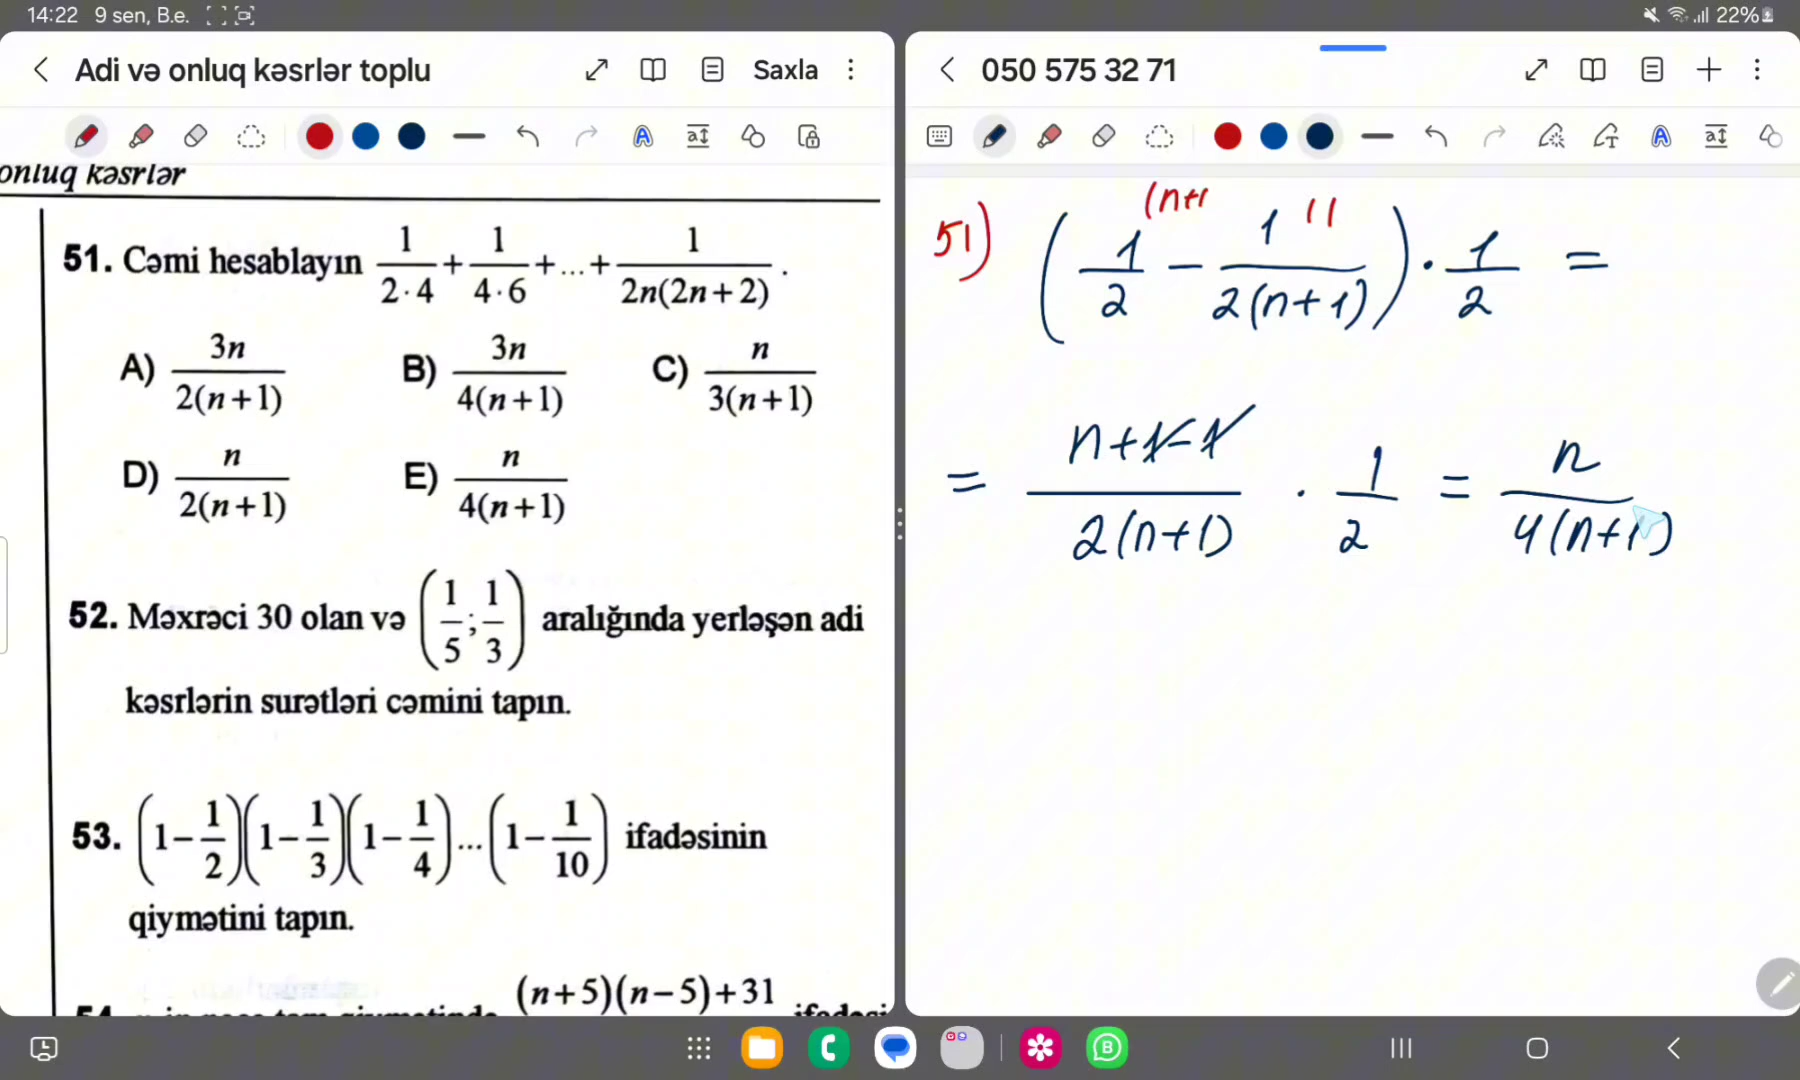 14:22 9 sen, B.e. 22%
Adi və onluq kəsrlər toplu Saxla
onluq kəsrlər
51. Cəmi hesablayın 1/(2·4) + 1/(4·6) + ... + 1/(2n(2n+2)) .
A) 3n/(2(n+1)) B) 3n/(4(n+1)) C) n/(3(n+1))
D) n/(2(n+1)) E) n/(4(n+1))
52. Məxrəci 30 olan və (1/5; 1/3) aralığında yerləşən adi
kəsrlərin surətləri cəmini tapın.
53. (1-1/2)(1-1/3)(1-1/4)...(1-1/10) ifadəsinin
qiymətini tapın.
(n+5)(n-5)+31
050 575 32 71
(n+1 11
51) (1/2 - 1/(2(n+1))) · 1/2 =
= (n+1-1)/(2(n+1)) · 1/2 = n/(4(n+1))